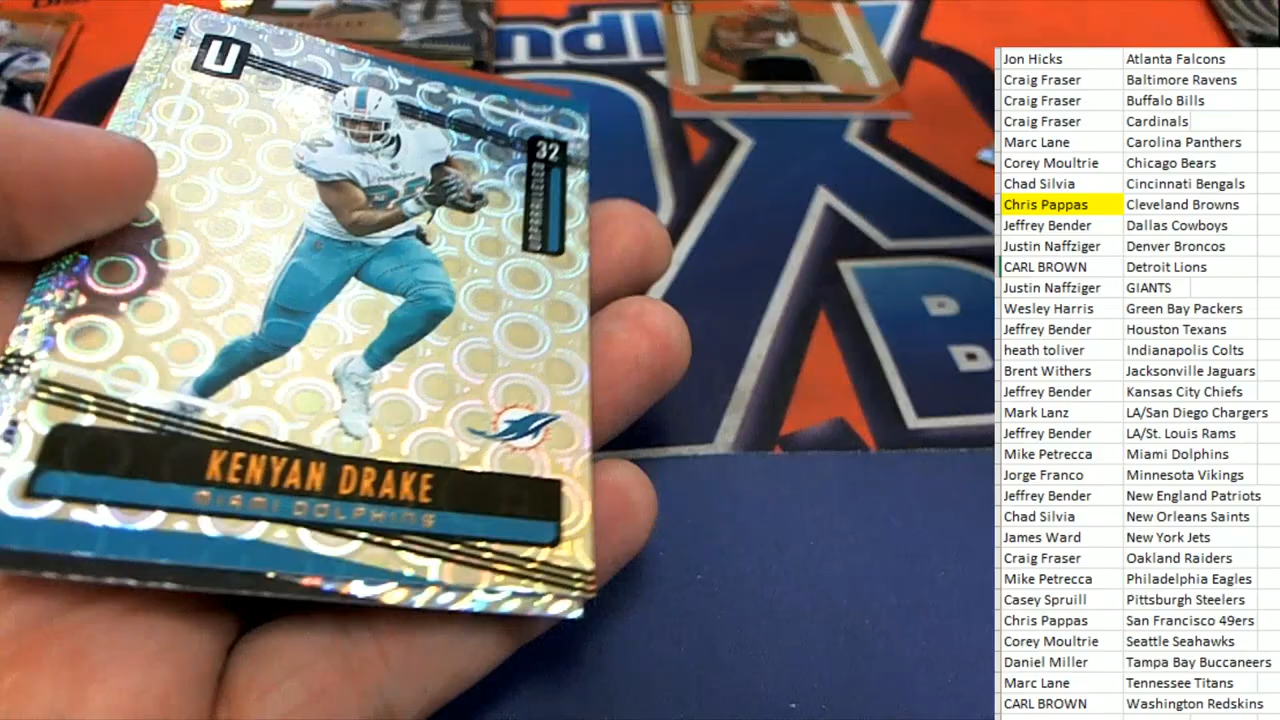 U
32
UNPARALLELED
KENYAN DRAKE
MIAMI DOLPHINS
Jon Hicks Atlanta Falcons
Craig Fraser Baltimore Ravens
Craig Fraser Buffalo Bills
Craig Fraser Cardinals
Marc Lane Carolina Panthers
Corey Moultrie Chicago Bears
Chad Silvia Cincinnati Bengals
Chris Pappas Cleveland Browns
Jeffrey Bender Dallas Cowboys
Justin Naffziger Denver Broncos
CARL BROWN Detroit Lions
Justin Naffziger GIANTS
Wesley Harris Green Bay Packers
Jeffrey Bender Houston Texans
heath toliver Indianapolis Colts
Brent Withers Jacksonville Jaguars
Jeffrey Bender Kansas City Chiefs
Mark Lanz LA/San Diego Chargers
Jeffrey Bender LA/St. Louis Rams
Mike Petrecca Miami Dolphins
Jorge Franco Minnesota Vikings
Jeffrey Bender New England Patriots
Chad Silvia New Orleans Saints
James Ward New York Jets
Craig Fraser Oakland Raiders
Mike Petrecca Philadelphia Eagles
Casey Spruill Pittsburgh Steelers
Chris Pappas San Francisco 49ers
Corey Moultrie Seattle Seahawks
Daniel Miller Tampa Bay Buccaneers
Marc Lane Tennessee Titans
CARL BROWN Washington Redskins